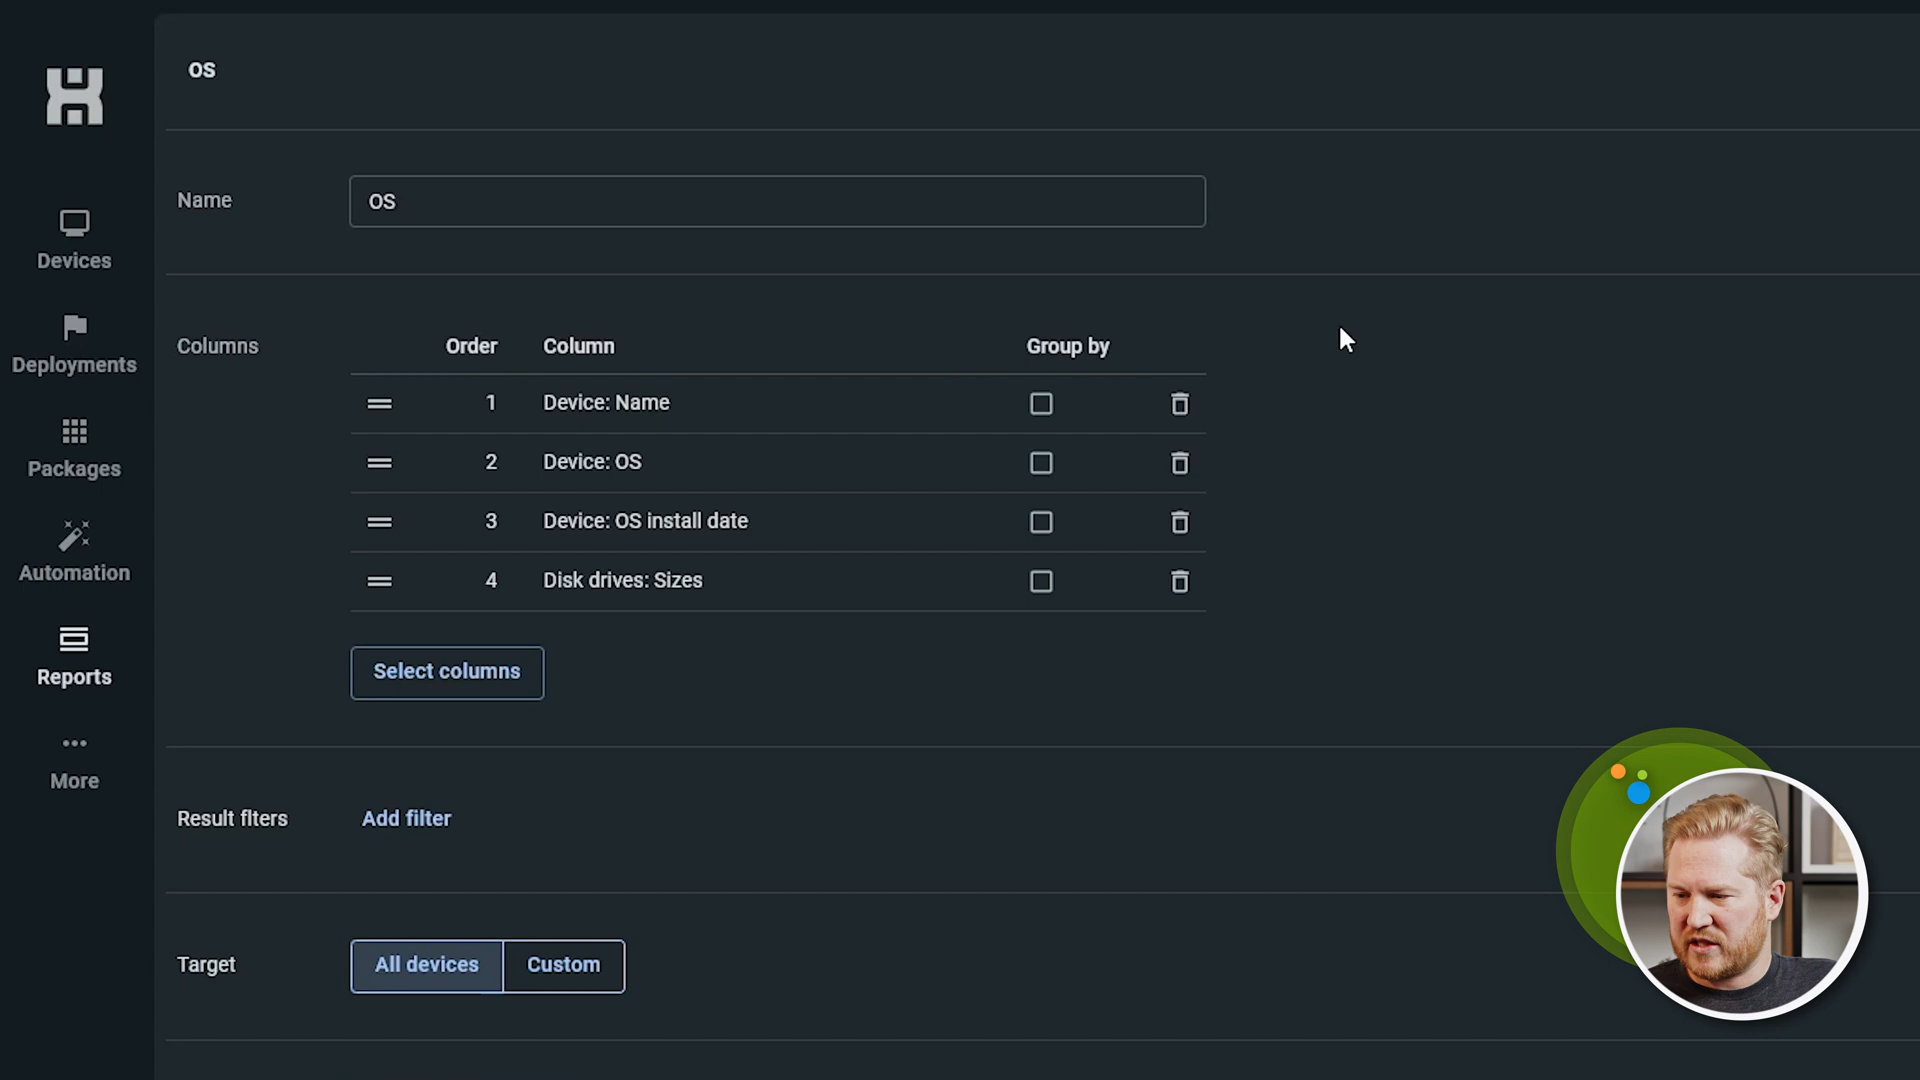 OS
Name
OS
Columns
Order
Column
Group by
1
Device: Name
2
Device: OS
3
Device: OS install date
4
Disk drives: Sizes
Select columns
Result flters
Add filter
Target
All devices
Custom
Devices
Deployments
Packages
Automation
Reports
More